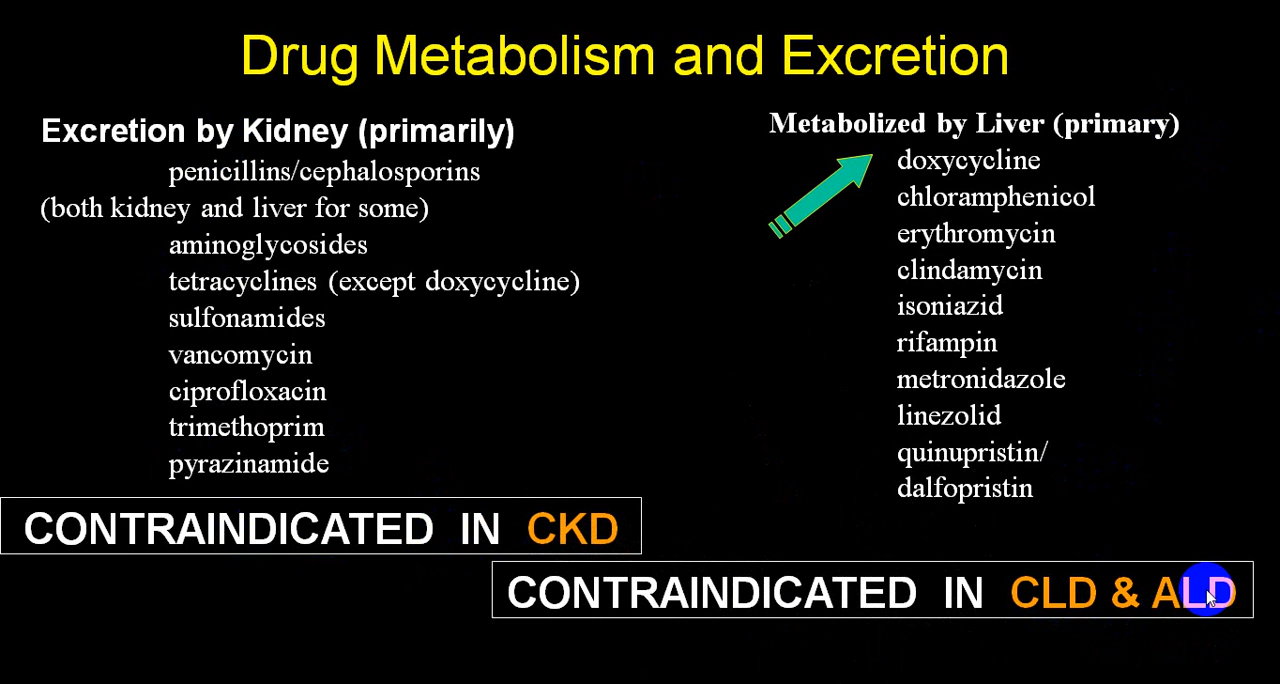 Drug Metabolism and Excretion
Excretion by Kidney (primarily)
penicillins/cephalosporins
(both kidney and liver for some)
aminoglycosides
tetracyclines (except doxycycline)
sulfonamides
vancomycin
ciprofloxacin
trimethoprim
pyrazinamide
CONTRAINDICATED IN CKD
Metabolized by Liver (primary)
doxycycline
chloramphenicol
erythromycin
clindamycin
isoniazid
rifampin
metronidazole
linezolid
quinupristin/
dalfopristin
CONTRAINDICATED IN CLD & ALD